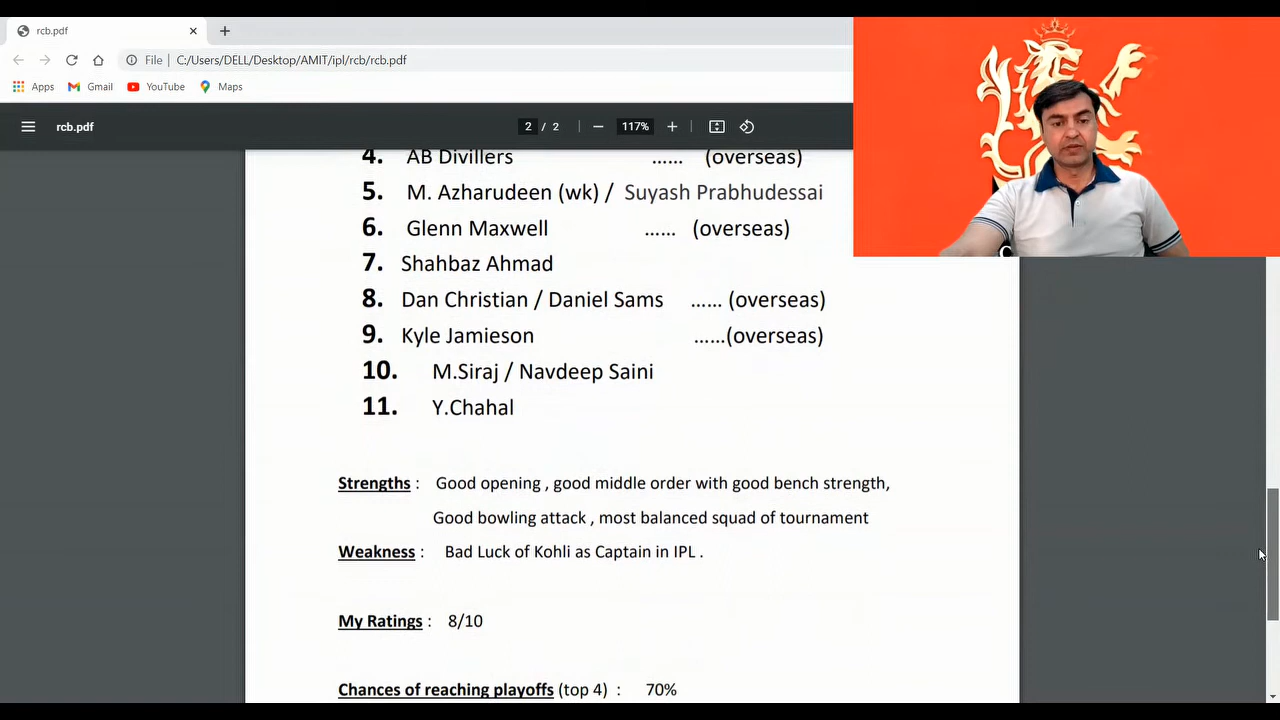 rcb.pdf
File C:/Users/DELL/Desktop/AMIT/ipl/rcb/rcb.pdf
Apps Gmail YouTube Maps
rcb.pdf 2 / 2 117%
4. AB Divillers ...... (overseas)
5. M. Azharudeen (wk) / Suyash Prabhudessai
6. Glenn Maxwell ...... (overseas)
7. Shahbaz Ahmad
8. Dan Christian / Daniel Sams ...... (overseas)
9. Kyle Jamieson ......(overseas)
10. M.Siraj / Navdeep Saini
11. Y.Chahal
Strengths : Good opening , good middle order with good bench strength,
Good bowling attack , most balanced squad of tournament
Weakness : Bad Luck of Kohli as Captain in IPL .
My Ratings : 8/10
Chances of reaching playoffs (top 4) : 70%